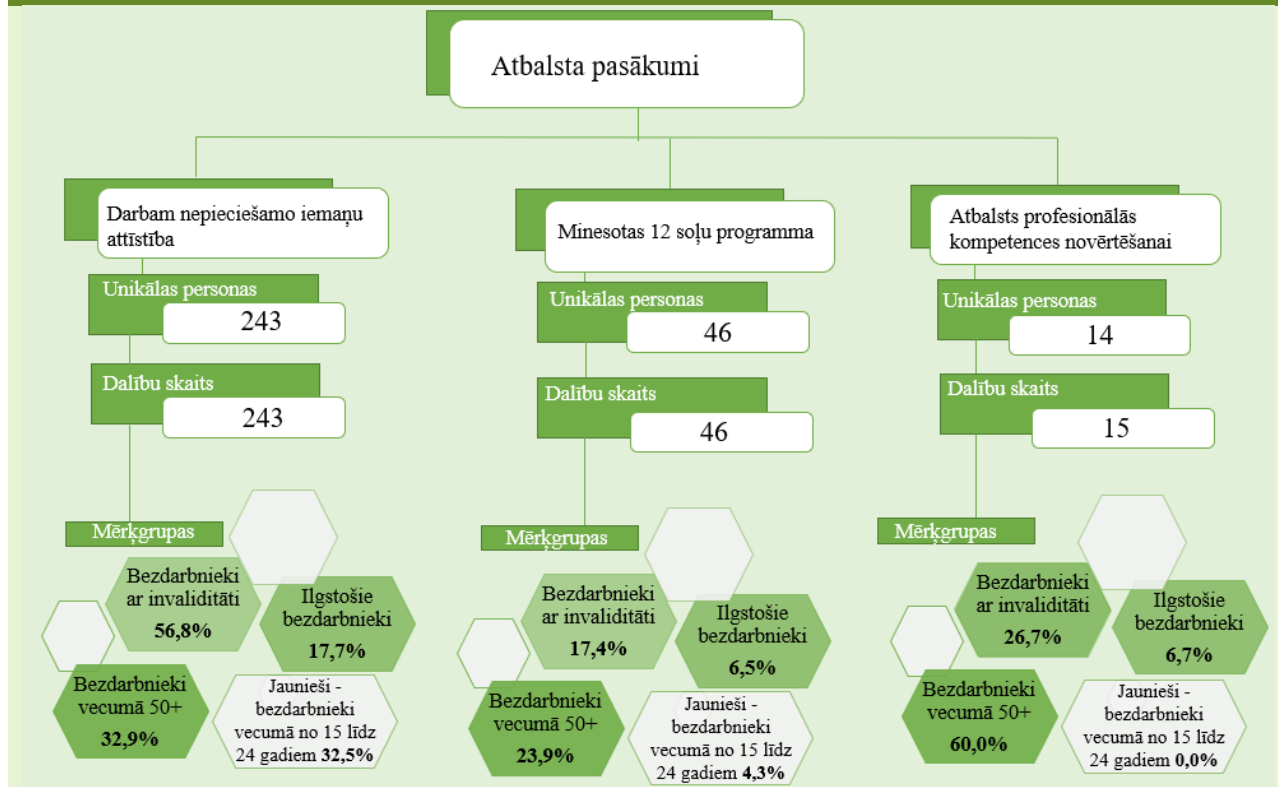 Atbalsta pasākumi
Darbam nepieciešamo iemaņu
attīstība
Unikālas personas
243
Dalību skaits
243
Mērķgrupas
Bezdarbnieki
ar invaliditāti
56,8%
Ilgstošie
bezdarbnieki
17,7%
Bezdarbnieki
vecumā 50+
32,9%
Jaunieši -
bezdarbnieki
vecumā no 15 līdz
24 gadiem 32,5%
Minesotas 12 soļu programma
Unikālas personas
46
Dalību skaits
46
Mērķgrupas
Bezdarbnieki
ar invaliditāti
17,4%
Ilgstošie
bezdarbnieki
6,5%
Bezdarbnieki
vecumā 50+
23,9%
Jaunieši -
bezdarbnieki
vecumā no 15 līdz
24 gadiem 4,3%
Atbalsts profesionālās
kompetences novērtēšanai
Unikālas personas
14
Dalību skaits
15
Mērķgrupas
Bezdarbnieki
ar invaliditāti
26,7%
Ilgstošie
bezdarbnieki
6,7%
Bezdarbnieki
vecumā 50+
60,0%
Jaunieši -
bezdarbnieki
vecumā no 15 līdz
24 gadiem 0,0%